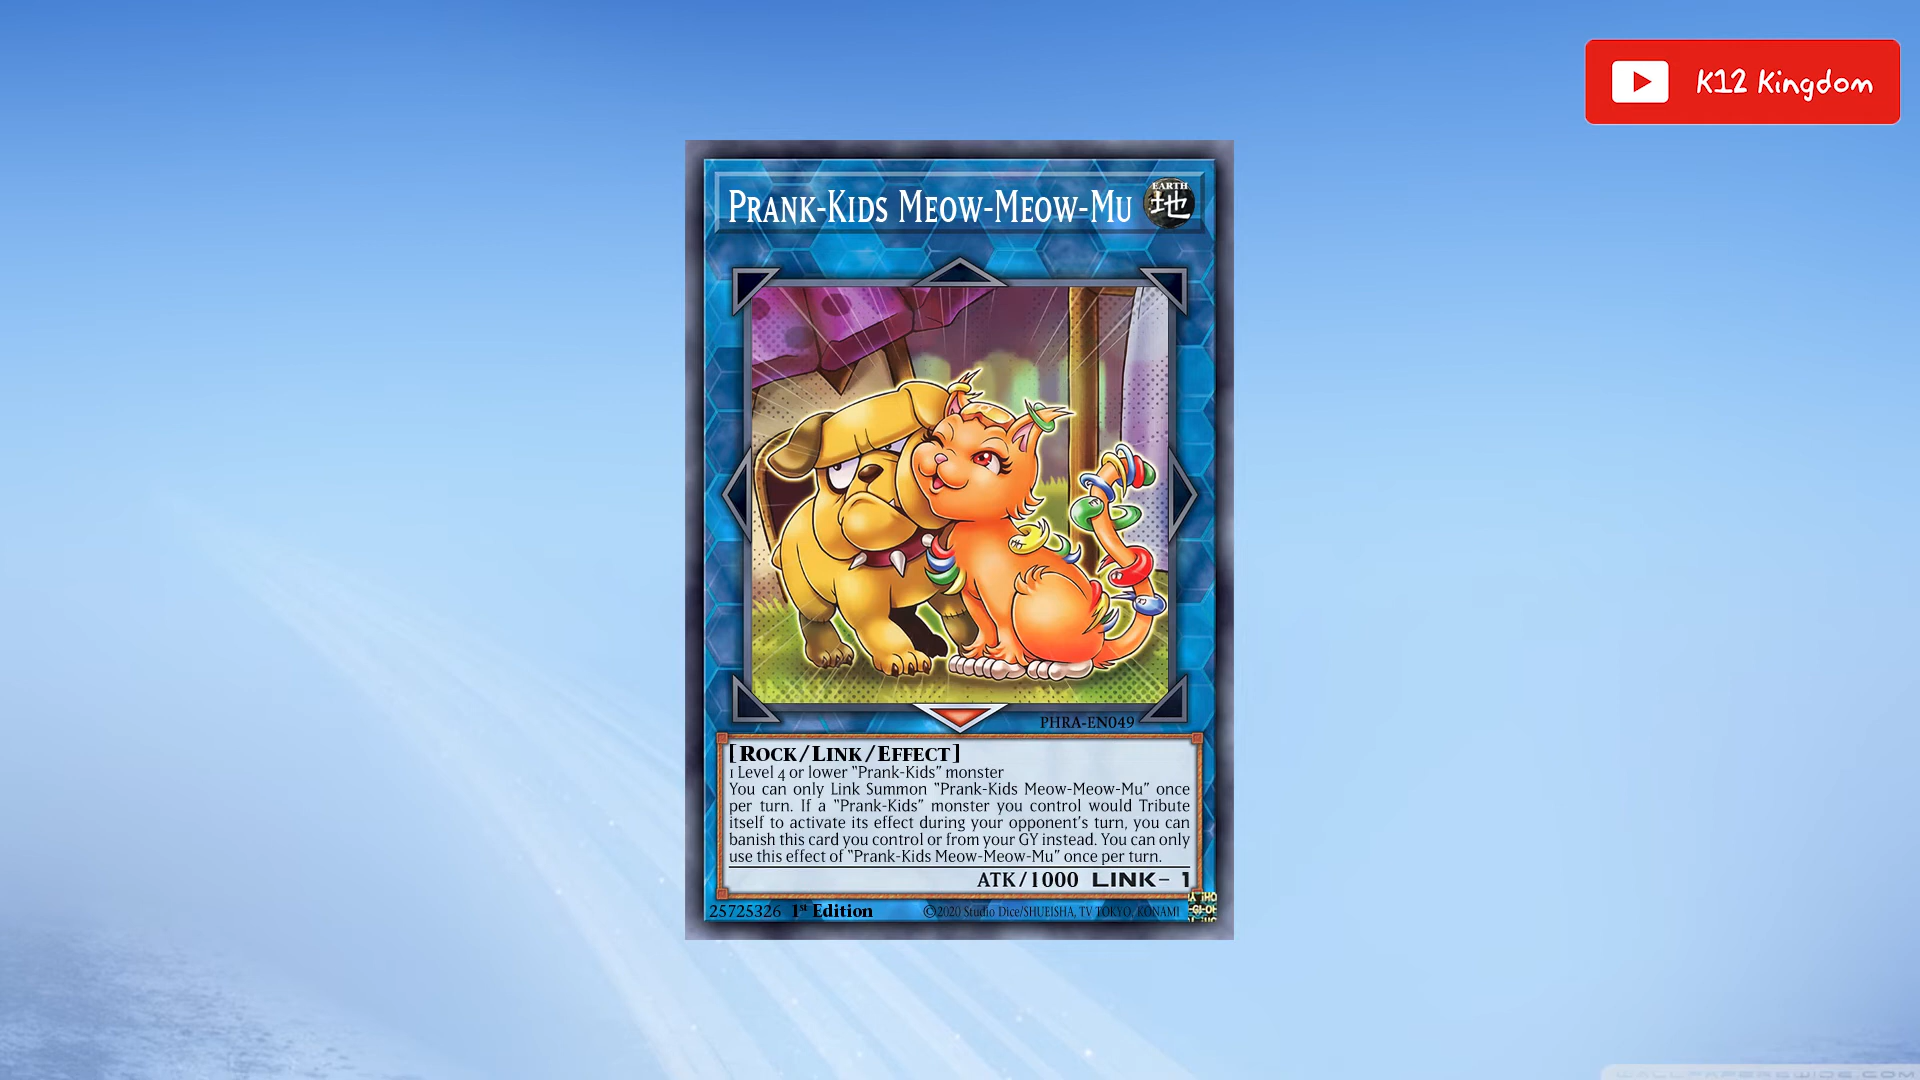 K12 Kingdom
PRANK-KIDS MEOW-MEOW-MU
EARTH
地
PHRA-EN049
[ROCK/LINK/EFFECT]
1 Level 4 or lower "Prank-Kids" monster
You can only Link Summon "Prank-Kids Meow-Meow-Mu" once
per turn. If a "Prank-Kids" monster you control would Tribute
itself to activate its effect during your opponent's turn, you can
banish this card you control or from your GY instead. You can only
use this effect of "Prank-Kids Meow-Meow-Mu" once per turn.
ATK/1000 LINK- 1
25725326 1st Edition ©2020 Studio Dice/SHUEISHA, TV TOKYO, KONAMI
WALLPAPERSWIDE.COM